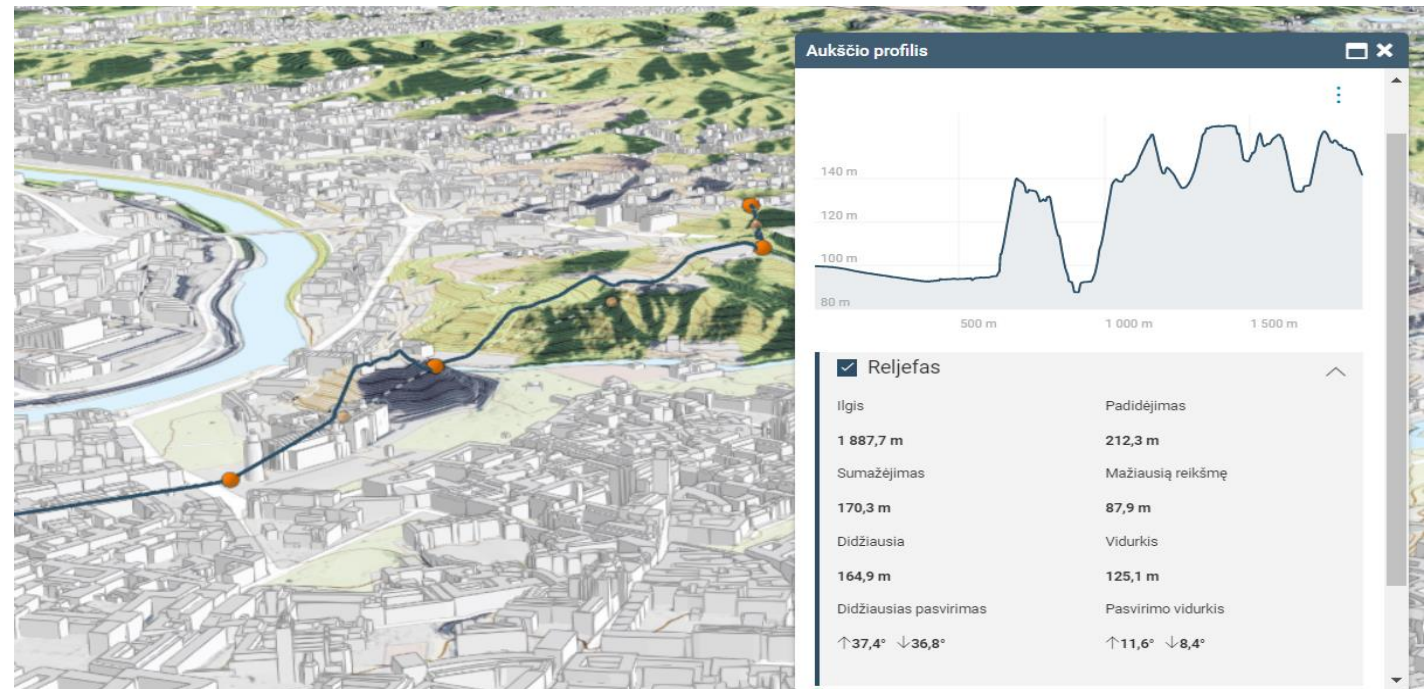 Aukščio profilis
140 m
120 m
100 m
80 m
500 m 1 000 m 1 500 m
Reljefas
Ilgis Padidėjimas
1 887,7 m 212,3 m
Sumažėjimas Mažiausią reikšmę
170,3 m 87,9 m
Didžiausia Vidurkis
164,9 m 125,1 m
Didžiausias pasvirimas Pasvirimo vidurkis
↑37,4° ↓36,8° ↑11,6° ↓8,4°